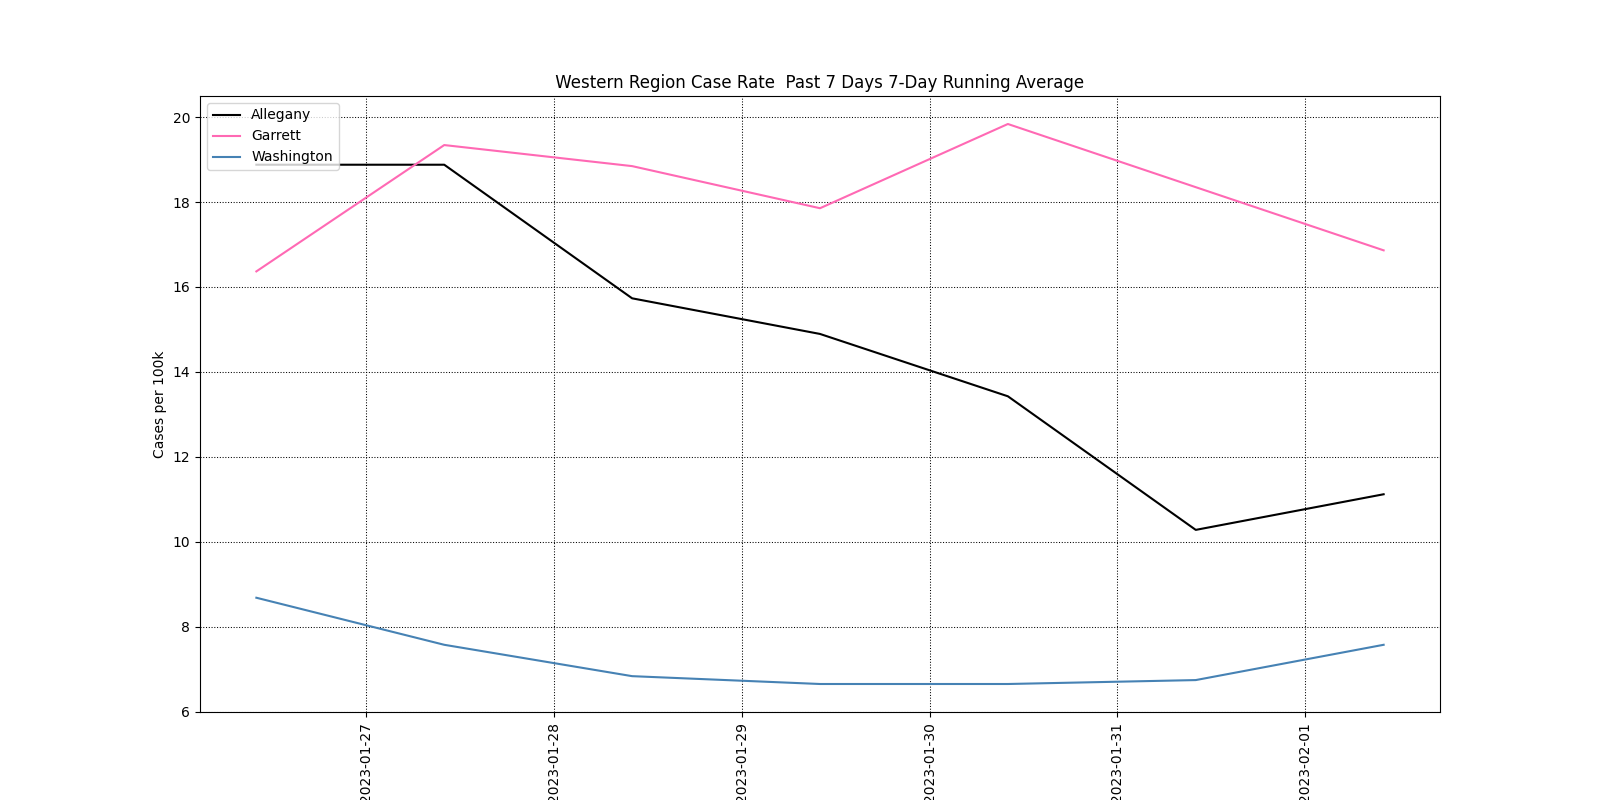 Western Region Case Rate  Past 7 Days 7-Day Running Average
Allegany
Garrett
Washington
Cases per 100k
20
18
16
14
12
10
8
6
2023-01-27
2023-01-28
2023-01-29
2023-01-30
2023-01-31
2023-02-01